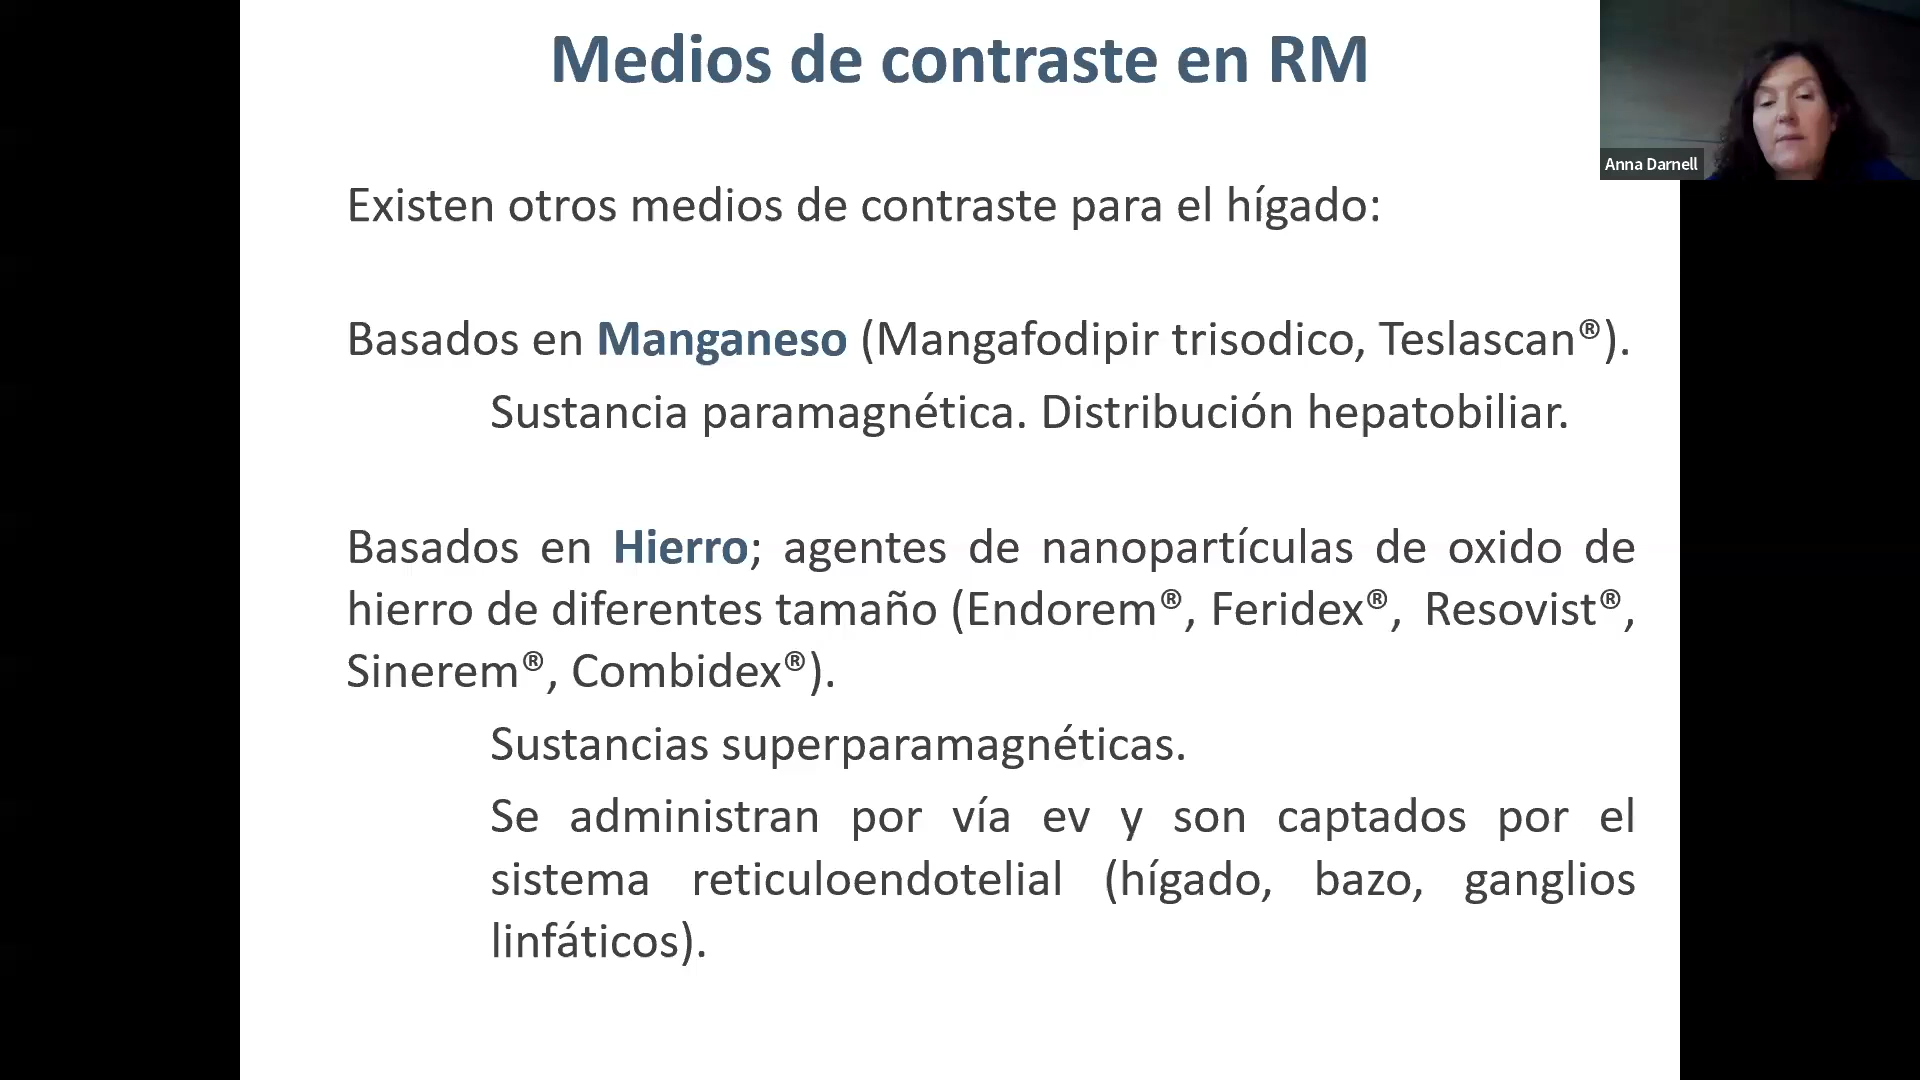 Medios de contraste en RM
Anna Darnell
Existen otros medios de contraste para el hígado:
Basados en Manganeso (Mangafodipir trisodico, Teslascan®).
Sustancia paramagnética. Distribución hepatobiliar.
Basados en Hierro; agentes de nanopartículas de oxido de
hierro de diferentes tamaño (Endorem®, Feridex®, Resovist®,
Sinerem®, Combidex®).
Sustancias superparamagnéticas.
Se administran por vía ev y son captados por el
sistema reticuloendotelial (hígado, bazo, ganglios
linfáticos).